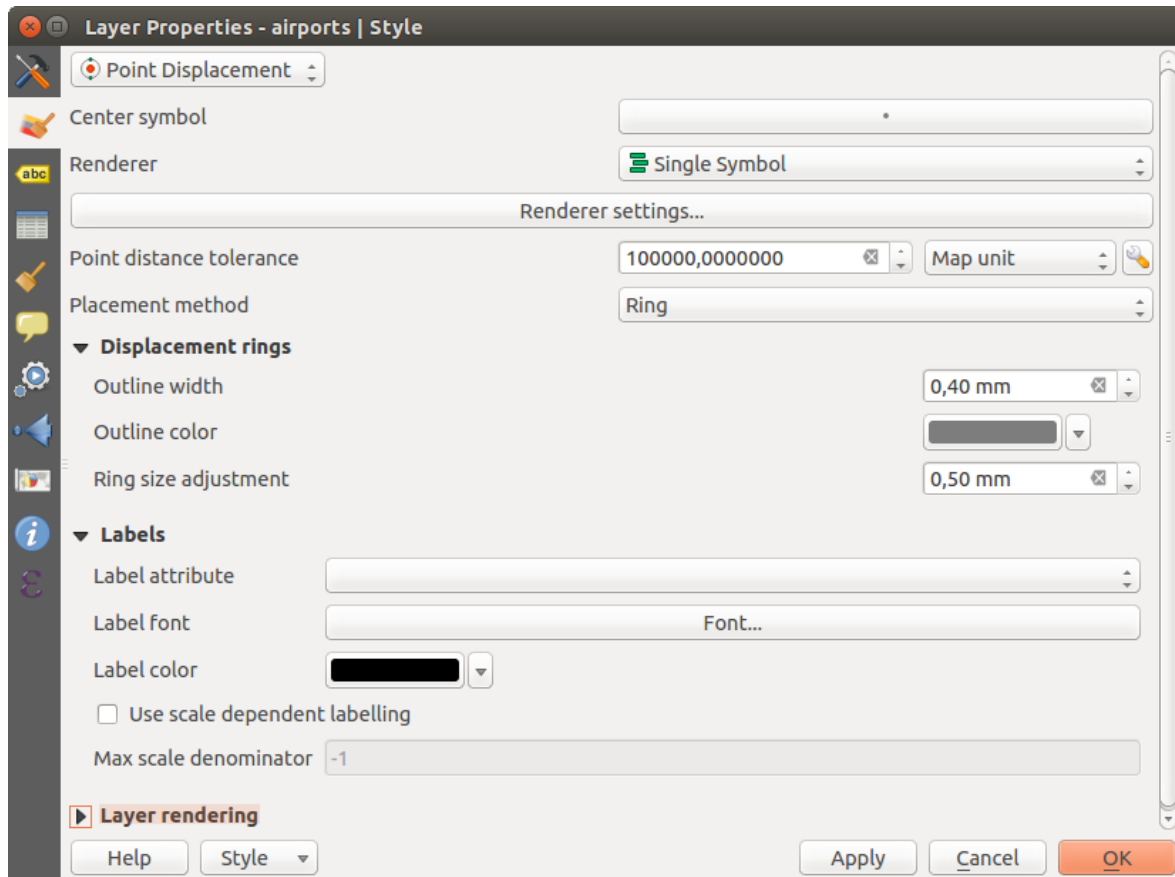 Layer Properties - airports | Style
Point Displacement
Center symbol
Renderer Single Symbol
Renderer settings...
Point distance tolerance 100000,0000000 Map unit
Placement method Ring
Displacement rings
Outline width 0,40 mm
Outline color
Ring size adjustment 0,50 mm
Labels
Label attribute
Label font Font...
Label color
Use scale dependent labelling
Max scale denominator -1
Layer rendering
Help Style Apply Cancel OK
abc